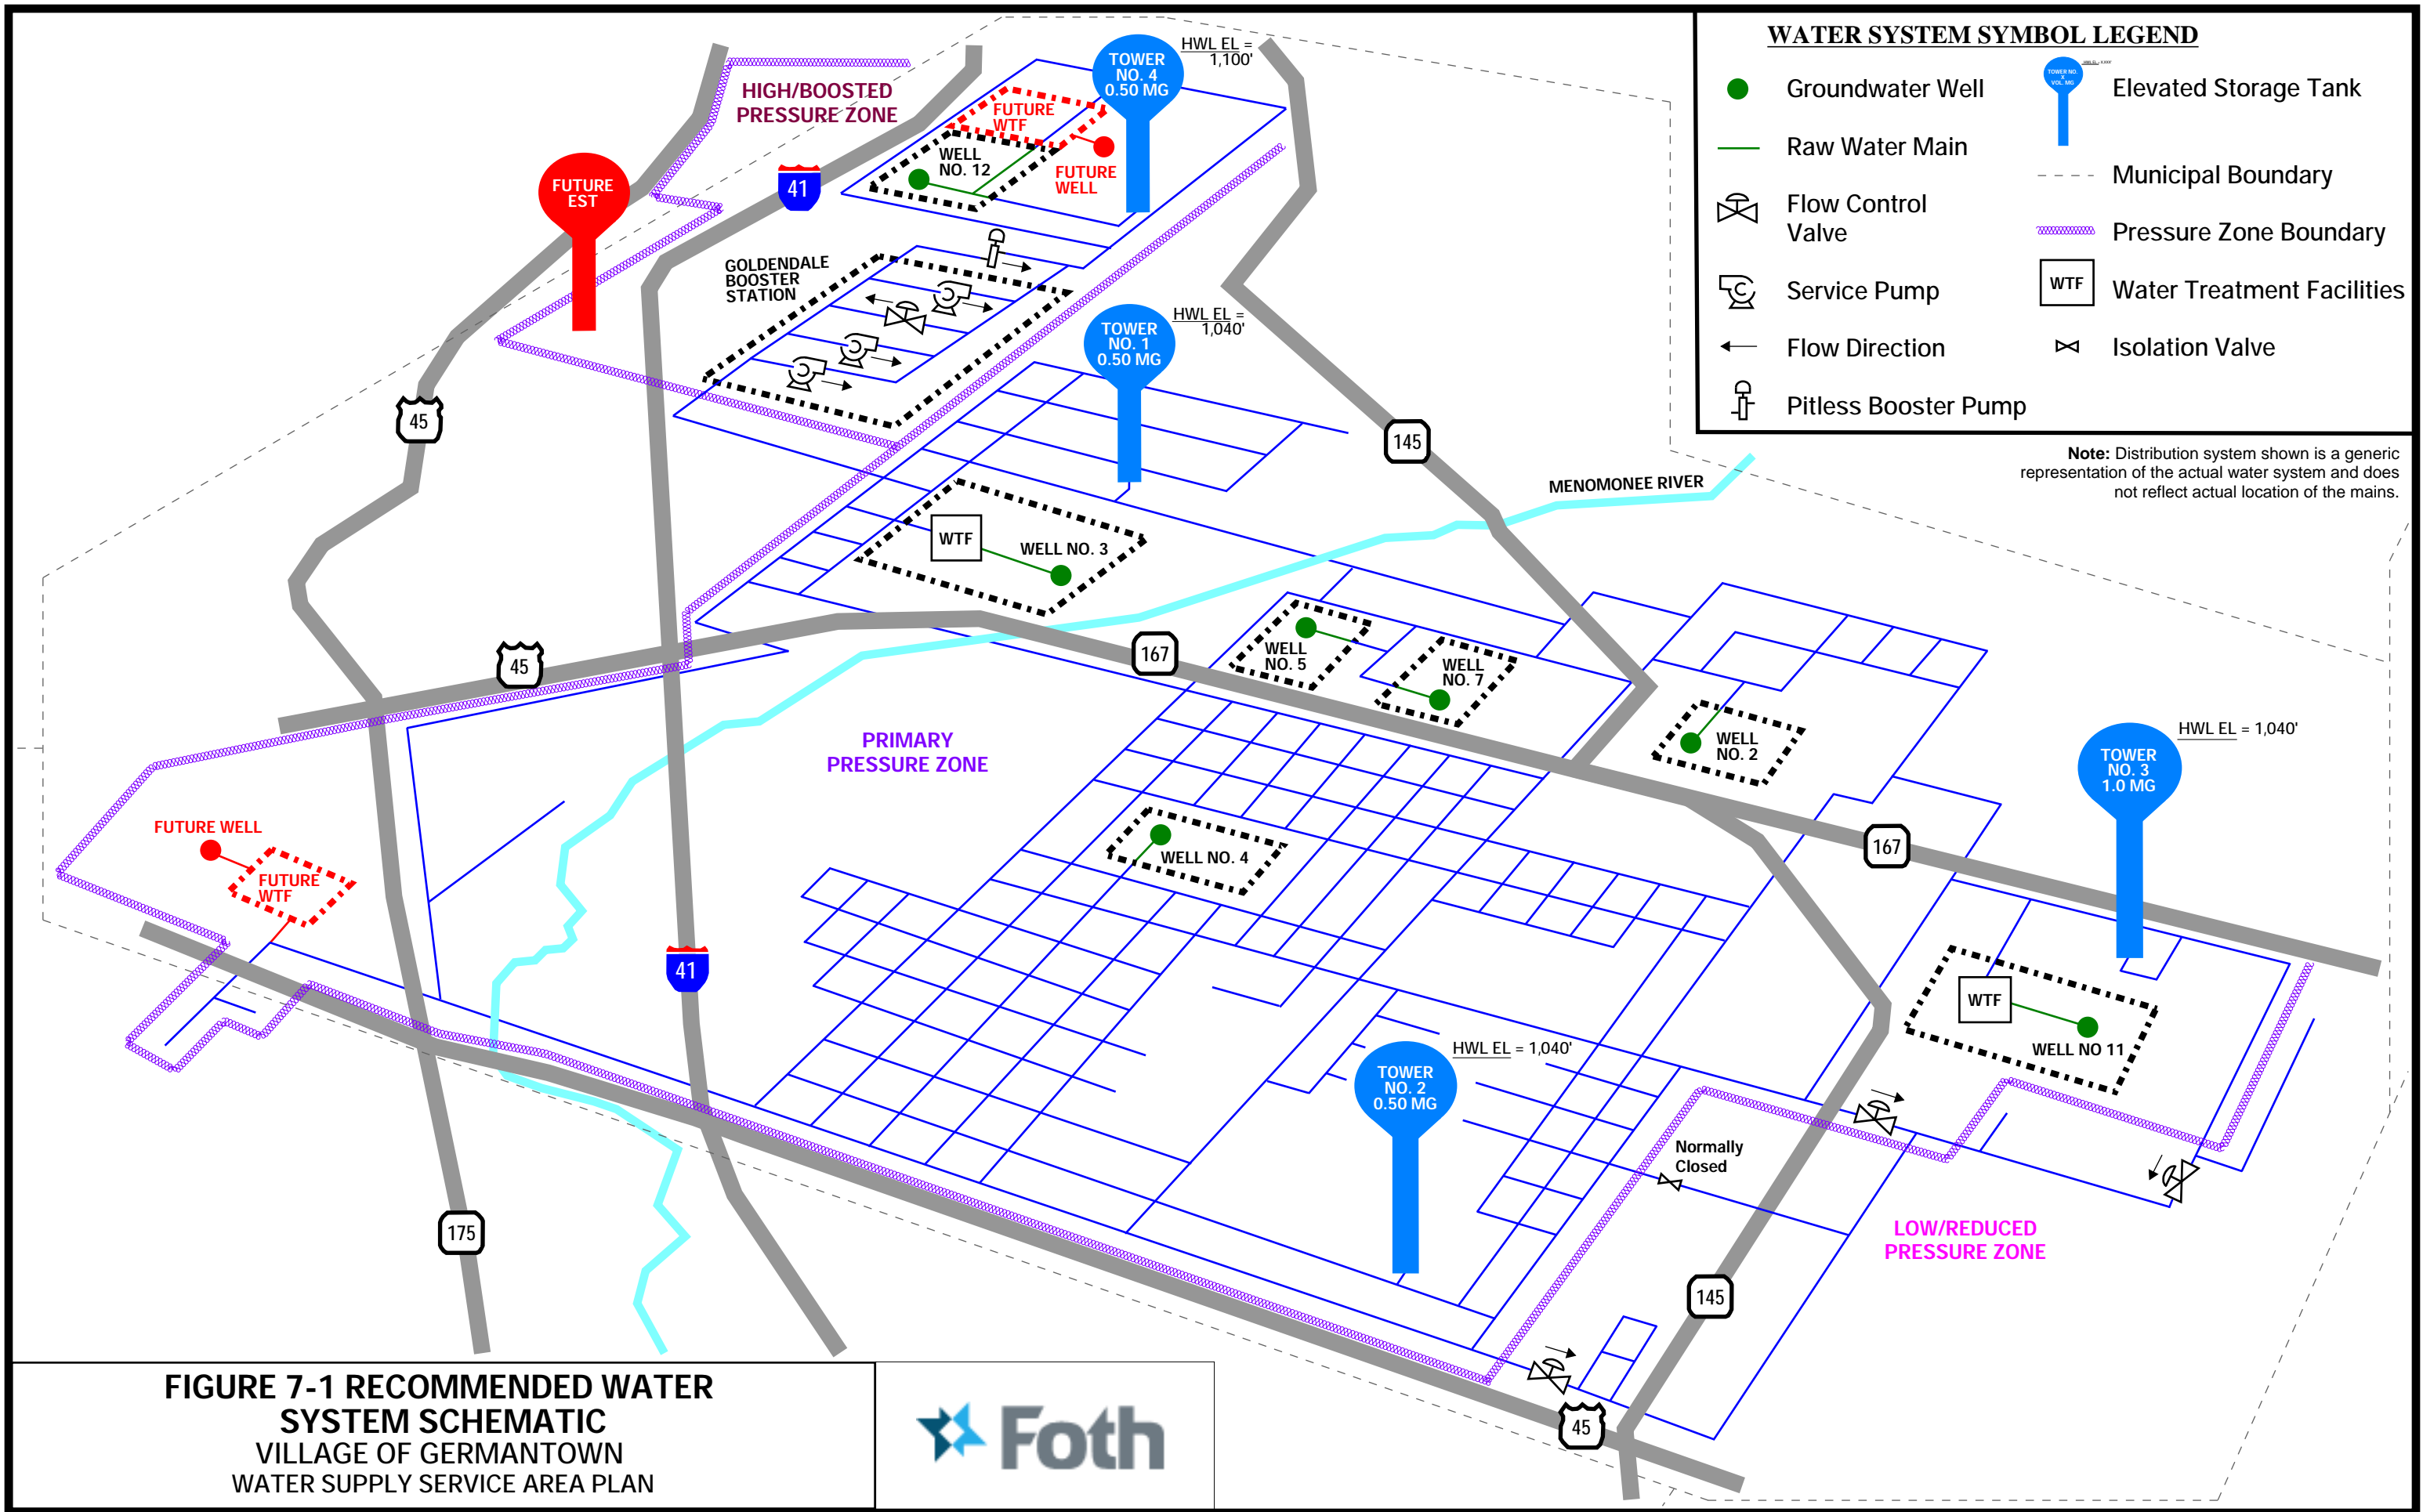 WATER SYSTEM SYMBOL LEGEND
Groundwater Well
Raw Water Main
Flow Control
Valve
Service Pump
Flow Direction
Pitless Booster Pump
TOWER NO.
X
VOL. MG
Elevated Storage Tank
Municipal Boundary
Pressure Zone Boundary
WTF
Water Treatment Facilities
Isolation Valve
Note: Distribution system shown is a generic
representation of the actual water system and does
not reflect actual location of the mains.
HIGH/BOOSTED
PRESSURE ZONE
TOWER
NO. 4
0.50 MG
HWL EL =
1,100'
FUTURE
WTF
WELL
NO. 12
FUTURE
WELL
41
FUTURE
EST
GOLDENDALE
BOOSTER
STATION
TOWER
NO. 1
0.50 MG
HWL EL =
1,040'
45
145
MENOMONEE RIVER
WTF
WELL NO. 3
45
167
WELL
NO. 5
WELL
NO. 7
WELL
NO. 2
PRIMARY
PRESSURE ZONE
TOWER
NO. 3
1.0 MG
HWL EL = 1,040'
FUTURE WELL
FUTURE
WTF
WELL NO. 4
167
41
WTF
WELL NO 11
TOWER
NO. 2
0.50 MG
HWL EL = 1,040'
Normally
Closed
LOW/REDUCED
PRESSURE ZONE
175
145
45
FIGURE 7-1 RECOMMENDED WATER
SYSTEM SCHEMATIC
VILLAGE OF GERMANTOWN
WATER SUPPLY SERVICE AREA PLAN
Foth